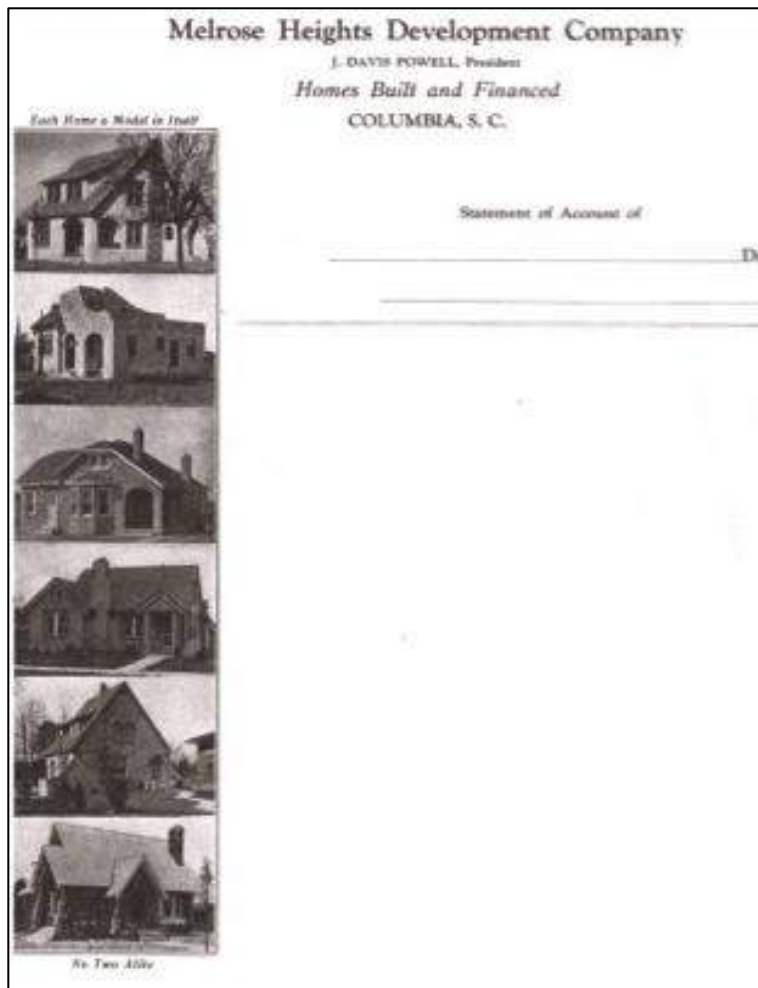 Melrose Heights Development Company
J. DAVIS POWELL, President
Homes Built and Financed
COLUMBIA, S. C.
Each Home a Model in Itself
Statement of Account of
No Two Alike